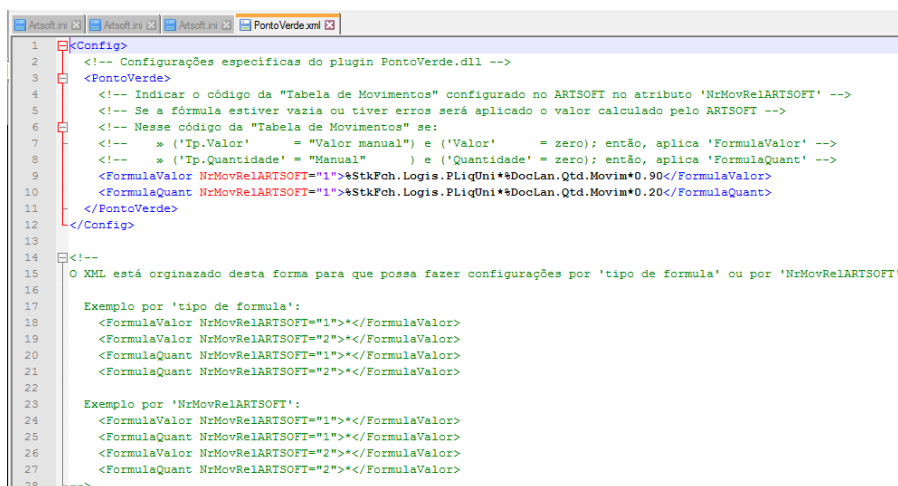 Artsoft.ini Artsoft.ini Artsoft.ini PontoVerde.xml
1 <Config>
2 <!-- Configurações específicas do plugin PontoVerde.dll -->
3 <PontoVerde>
4 <!-- Indicar o código da "Tabela de Movimentos" configurado no ARTSOFT no atributo 'NrMovRelARTSOFT' -->
5 <!-- Se a fórmula estiver vazia ou tiver erros será aplicado o valor calculado pelo ARTSOFT -->
6 <!-- Nesse código da "Tabela de Movimentos" se:
7 <!-- » ('Tp.Valor' = "Valor manual") e ('Valor' = zero); então, aplica 'FormulaValor' -->
8 <!-- » ('Tp.Quantidade' = "Manual" ) e ('Quantidade' = zero); então, aplica 'FormulaQuant' -->
9 <FormulaValor NrMovRelARTSOFT="1">%StkFch.Logis.PLiqUni*%DocLan.Qtd.Movim*0.90</FormulaValor>
10 <FormulaQuant NrMovRelARTSOFT="1">%StkFch.Logis.PLiqUni*%DocLan.Qtd.Movim*0.20</FormulaQuant>
11 </PontoVerde>
12 </Config>
13
14 <!--
15 O XML está orginazado desta forma para que possa fazer configurações por 'tipo de formula' ou por 'NrMovRelARTSOFT'
16
17 Exemplo por 'tipo de formula':
18 <FormulaValor NrMovRelARTSOFT="1">*</FormulaValor>
19 <FormulaValor NrMovRelARTSOFT="2">*</FormulaValor>
20 <FormulaQuant NrMovRelARTSOFT="1">*</FormulaValor>
21 <FormulaQuant NrMovRelARTSOFT="2">*</FormulaValor>
22
23 Exemplo por 'NrMovRelARTSOFT':
24 <FormulaValor NrMovRelARTSOFT="1">*</FormulaValor>
25 <FormulaQuant NrMovRelARTSOFT="1">*</FormulaValor>
26 <FormulaValor NrMovRelARTSOFT="2">*</FormulaValor>
27 <FormulaQuant NrMovRelARTSOFT="2">*</FormulaValor>
28 -->